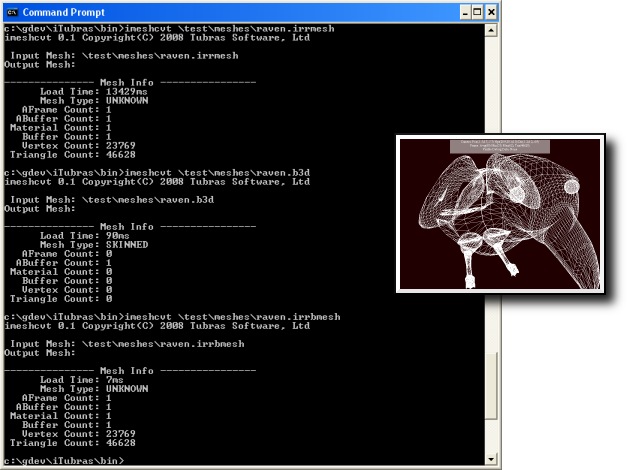 Command Prompt
c:\gdev\iTubras\bin>imeshcvt \test\meshes\raven.irrmesh
imeshcvt 0.1 Copyright(C) 2008 Tubras Software, Ltd
Input Mesh: \test\meshes\raven.irrmesh
Output Mesh:
--------------- Mesh Info ----------------
Load Time: 13429ms
Mesh Type: UNKNOWN
AFrame Count: 1
ABuffer Count: 1
Material Count: 1
Buffer Count: 1
Vertex Count: 23769
Triangle Count: 46628
c:\gdev\iTubras\bin>imeshcvt \test\meshes\raven.b3d
imeshcvt 0.1 Copyright(C) 2008 Tubras Software, Ltd
Input Mesh: \test\meshes\raven.b3d
Output Mesh:
--------------- Mesh Info ----------------
Load Time: 90ms
Mesh Type: SKINNED
AFrame Count: 0
ABuffer Count: 1
Material Count: 0
Buffer Count: 0
Vertex Count: 0
Triangle Count: 0
c:\gdev\iTubras\bin>imeshcvt \test\meshes\raven.irrbmesh
imeshcvt 0.1 Copyright(C) 2008 Tubras Software, Ltd
Input Mesh: \test\meshes\raven.irrbmesh
Output Mesh:
--------------- Mesh Info ----------------
Load Time: 7ms
Mesh Type: UNKNOWN
AFrame Count: 1
ABuffer Count: 1
Material Count: 1
Buffer Count: 1
Vertex Count: 23769
Triangle Count: 46628
c:\gdev\iTubras\bin>